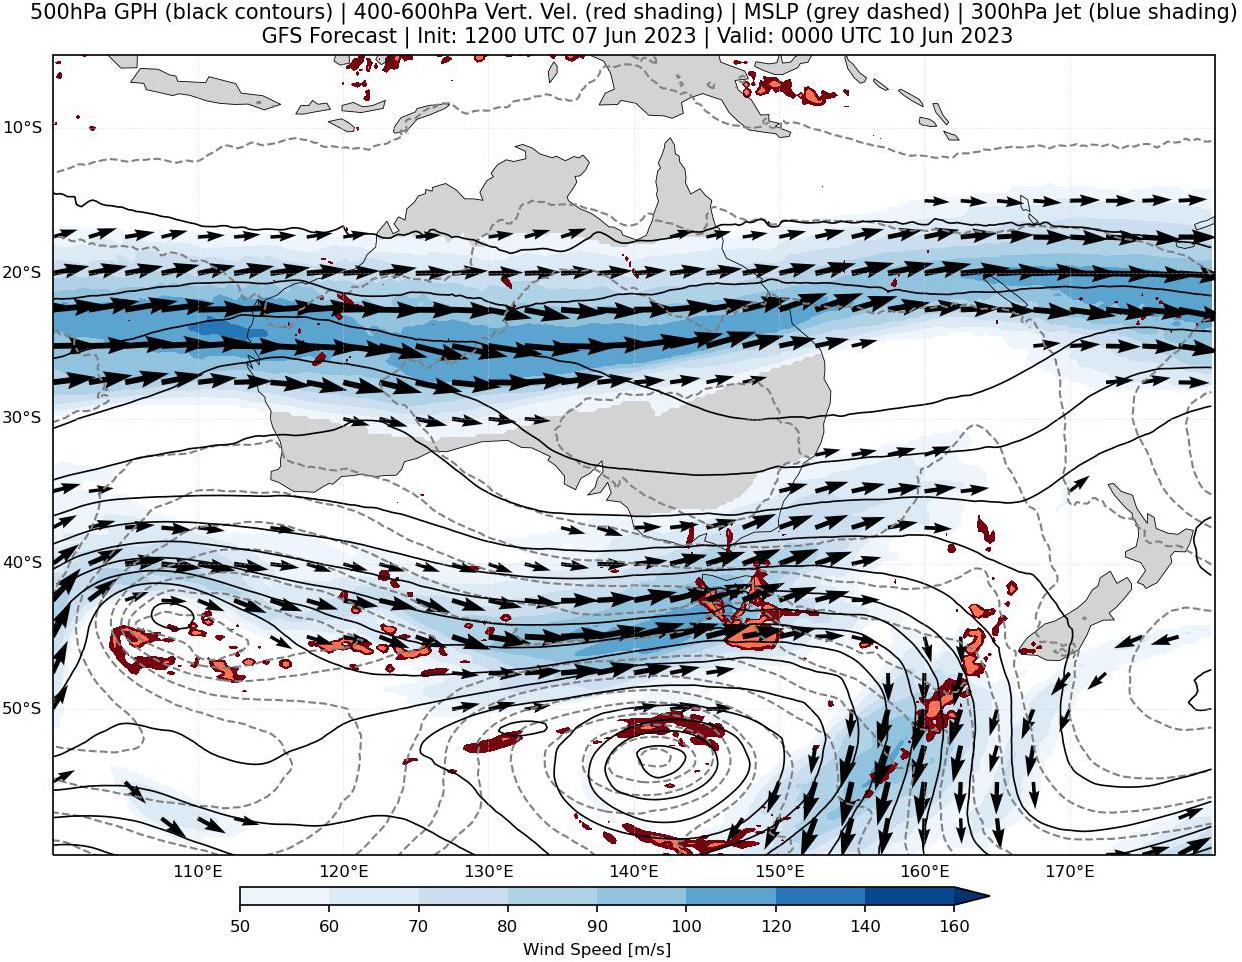 500hPa GPH (black contours) | 400-600hPa Vert. Vel. (red shading) | MSLP (grey dashed) | 300hPa Jet (blue shading)
GFS Forecast | Init: 1200 UTC 07 Jun 2023 | Valid: 0000 UTC 10 Jun 2023
10°S
20°S
30°S
40°S
50°S
110°E 120°E 130°E 140°E 150°E 160°E 170°E
50 60 70 80 90 100 120 140 160
Wind Speed [m/s]